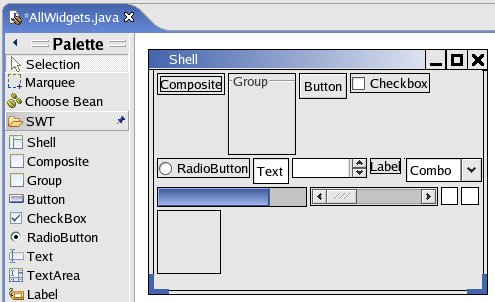 *AllWidgets.java
Palette
Selection
Marquee
Choose Bean
SWT
Shell
Composite
Group
Button
CheckBox
RadioButton
Text
TextArea
Label
Shell
Composite
Group
Button
Checkbox
RadioButton
Text
Label
Combo